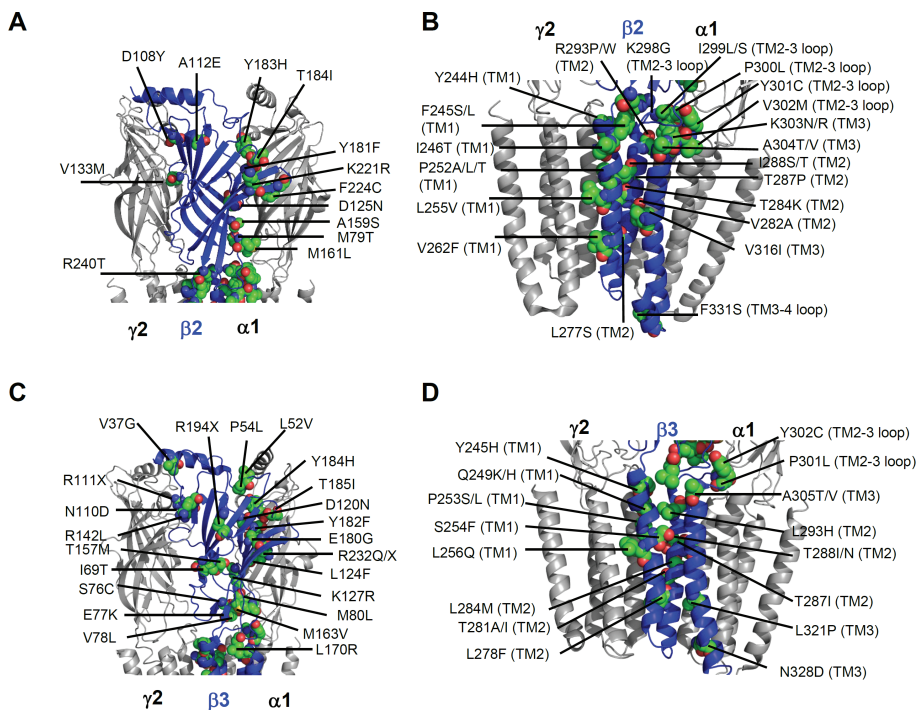 A
D108Y
A112E
Y183H
T184I
V133M
Y181F
K221R
F224C
D125N
A159S
M79T
M161L
R240T
γ2
β2
α1
B
γ2
β2
α1
R293P/W
(TM2)
K298G
(TM2-3 loop)
I299L/S (TM2-3 loop)
P300L (TM2-3 loop)
Y301C
(TM2-3 loop)
V302M (TM2-3 loop)
K303N/R (TM3)
A304T/V (TM3)
I288S/T (TM2)
T287P (TM2)
T284K (TM2)
V282A (TM2)
V316I (TM3)
F331S (TM3-4 loop)
Y244H (TM1)
F245S/L
(TM1)
I246T (TM1)
P252A/L/T
(TM1)
L255V (TM1)
V262F (TM1)
L277S (TM2)
C
V37G
R194X
P54L
L52V
R111X
N110D
R142L
T157M
I69T
S76C
E77K
V78L
Y184H
T185I
D120N
Y182F
E180G
R232Q/X
L124F
K127R
M80L
M163V
L170R
γ2
β3
α1
D
γ2
β3
α1
Y245H (TM1)
Q249K/H (TM1)
P253S/L (TM1)
S254F (TM1)
L256Q (TM1)
L284M (TM2)
T281A/I (TM2)
L278F (TM2)
Y302C
(TM2-3 loop)
P301L (TM2-3 loop)
A305T/V (TM3)
L293H (TM2)
T288I/N (TM2)
T287I (TM2)
L321P (TM3)
N328D (TM3)